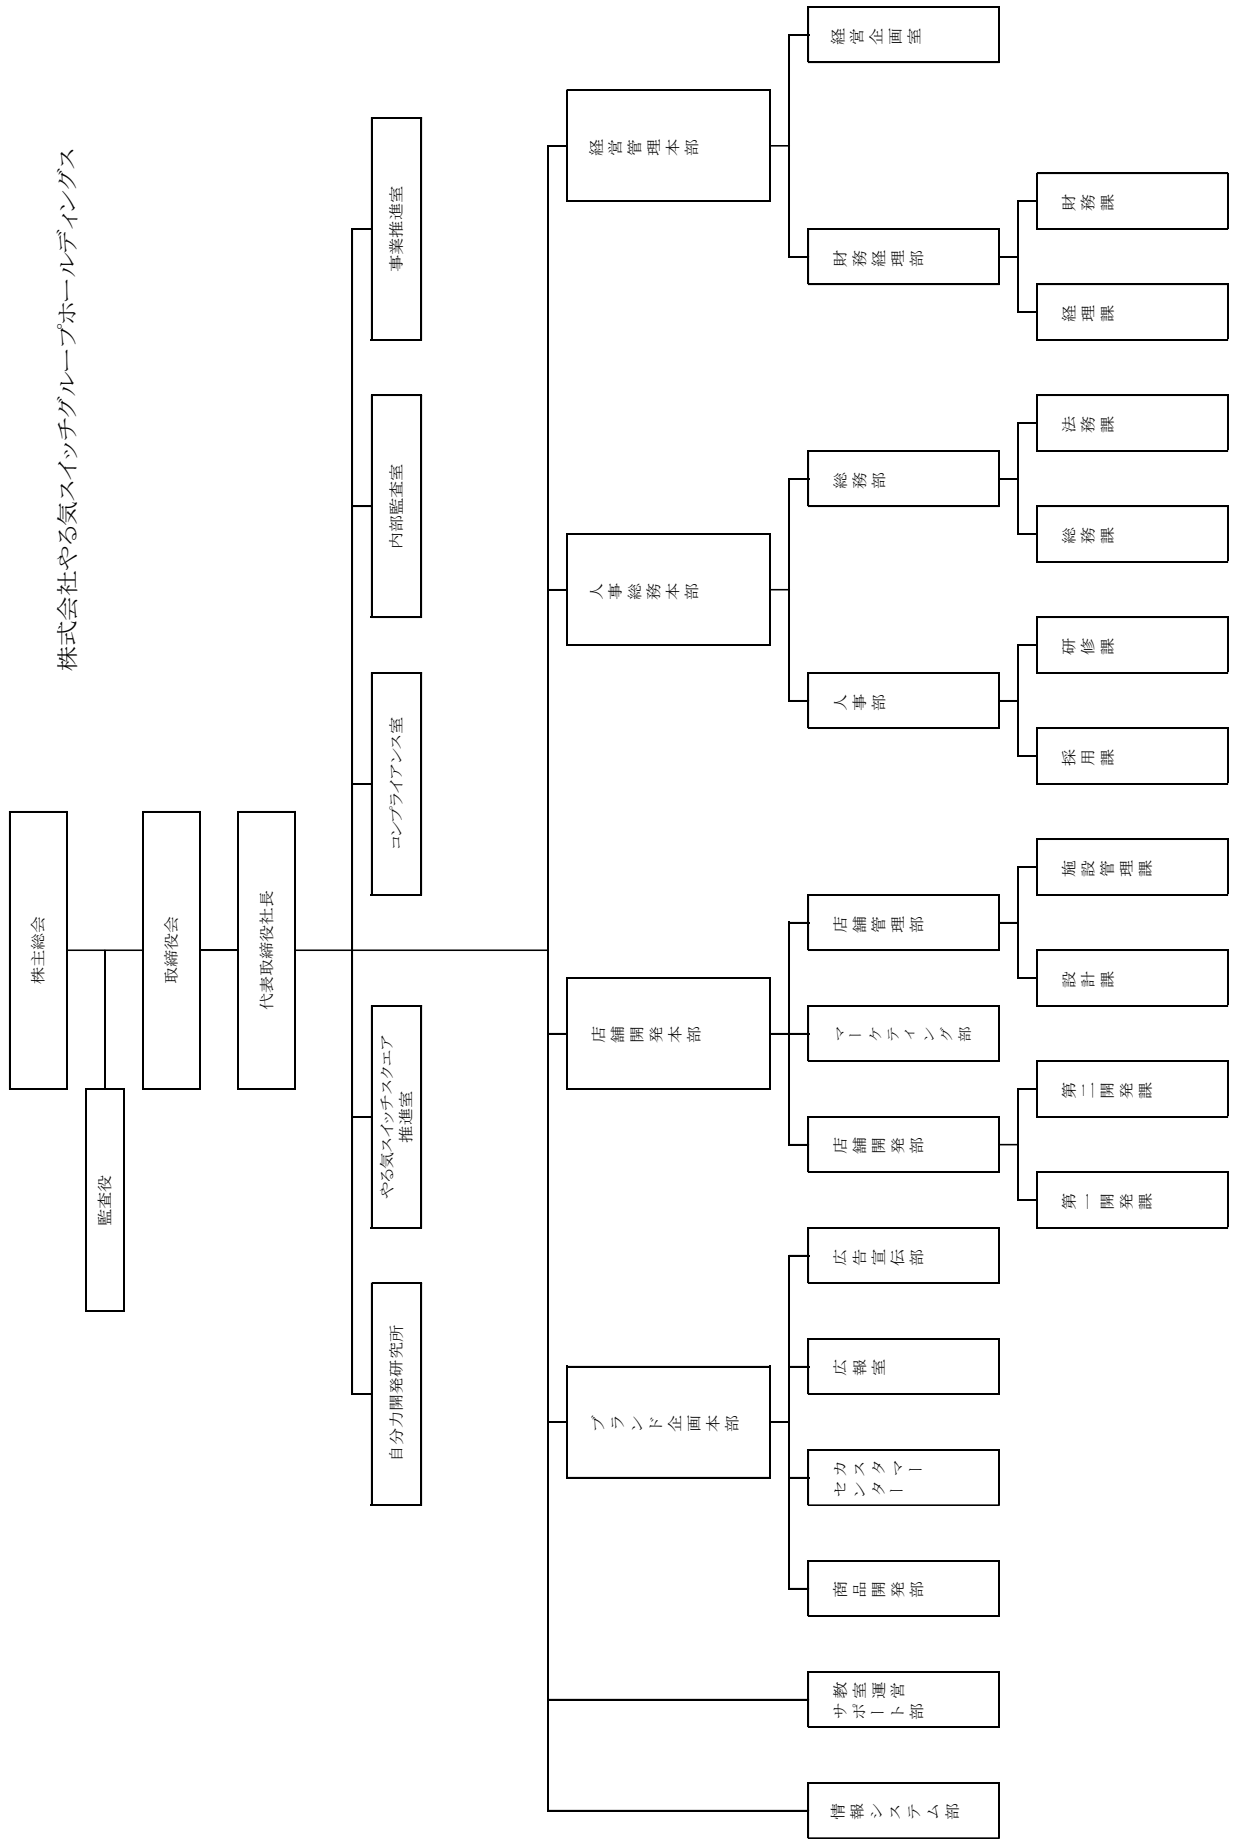 株式会社やる気スイッチグループホールディングス
株主総会
監査役
取締役会
代表取締役社長
自分力開発研究所
やる気スイッチスクエア
推進室
コンプライアンス室
内部監査室
事業推進室
ブランド企画本部
店舗開発本部
人事総務本部
経営管理本部
情報システム部
教室運営
サポート部
商品開発部
カスタマー
センター
広報室
広告宣伝部
店舗開発部
マーケティング部
店舗管理部
人事部
総務部
財務経理部
経営企画室
第一開発課
第二開発課
設計課
施設管理課
採用課
研修課
総務課
法務課
経理課
財務課